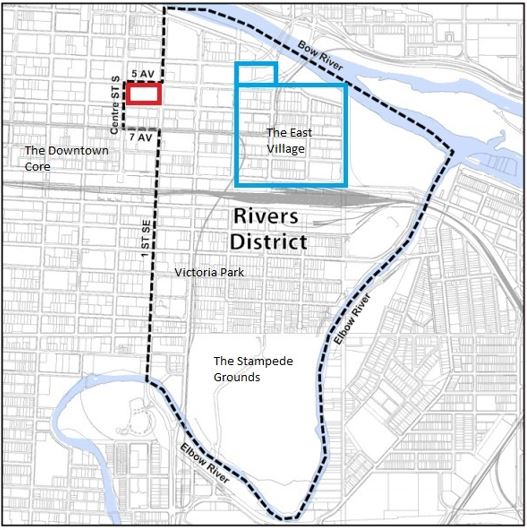 Bow River
5 AV
Centre ST S
7 AV
The East
Village
The Downtown
Core
Rivers
District
1 ST SE
Victoria Park
Elbow River
The Stampede
Grounds
Elbow River